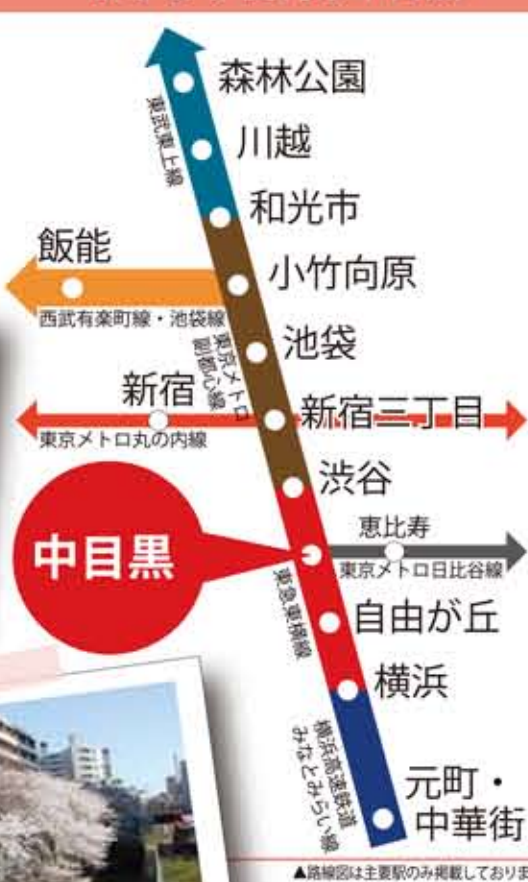 森林公園
東武東上線
川越
和光市
飯能
小竹向原
西武有楽町線・池袋線
東京メトロ
副都心線
池袋
新宿
新宿三丁目
東京メトロ丸の内線
渋谷
恵比寿
中目黒
東京メトロ日比谷線
東急東横線
自由が丘
横浜
横浜高速鉄道
みなとみらい線
元町・
中華街
▲路線図は主要駅のみ掲載しておりま